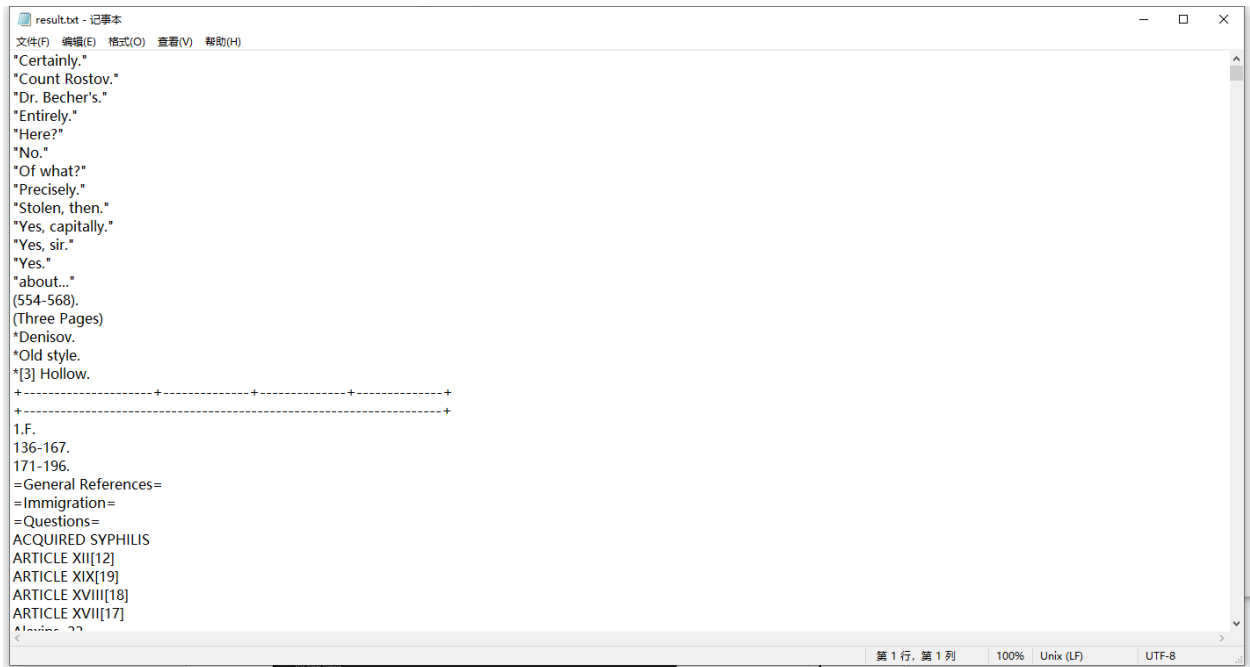 result.txt - 记事本
文件(F) 编辑(E) 格式(O) 查看(V) 帮助(H)
"Certainly."
"Count Rostov."
"Dr. Becher's."
"Entirely."
"Here?"
"No."
"Of what?"
"Precisely."
"Stolen, then."
"Yes, capitally."
"Yes, sir."
"Yes."
"about..."
(554-568).
(Three Pages)
*Denisov.
*Old style.
*[3] Hollow.
+---------------------+--------------+--------------+--------------+
+--------------------------------------------------------------------+
1.F.
136-167.
171-196.
=General References=
=Immigration=
=Questions=
ACQUIRED SYPHILIS
ARTICLE XII[12]
ARTICLE XIX[19]
ARTICLE XVIII[18]
ARTICLE XVII[17]
第 1 行, 第 1 列 100% Unix (LF) UTF-8